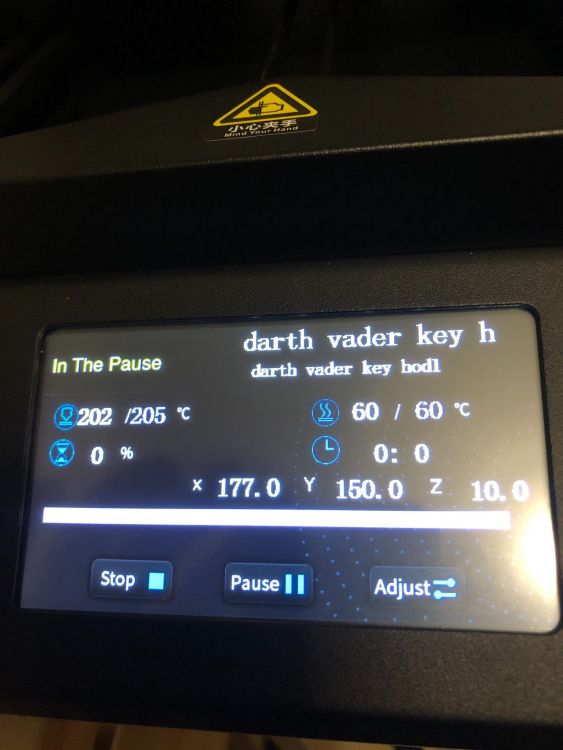 小心夹手
Mind Your Hand
darth vader key h
In The Pause
darth vader key hodl
202 /205 ℃
60 / 60 ℃
0 %
0: 0
X 177.0 Y 150.0 Z 10.0
Stop
Pause
Adjust